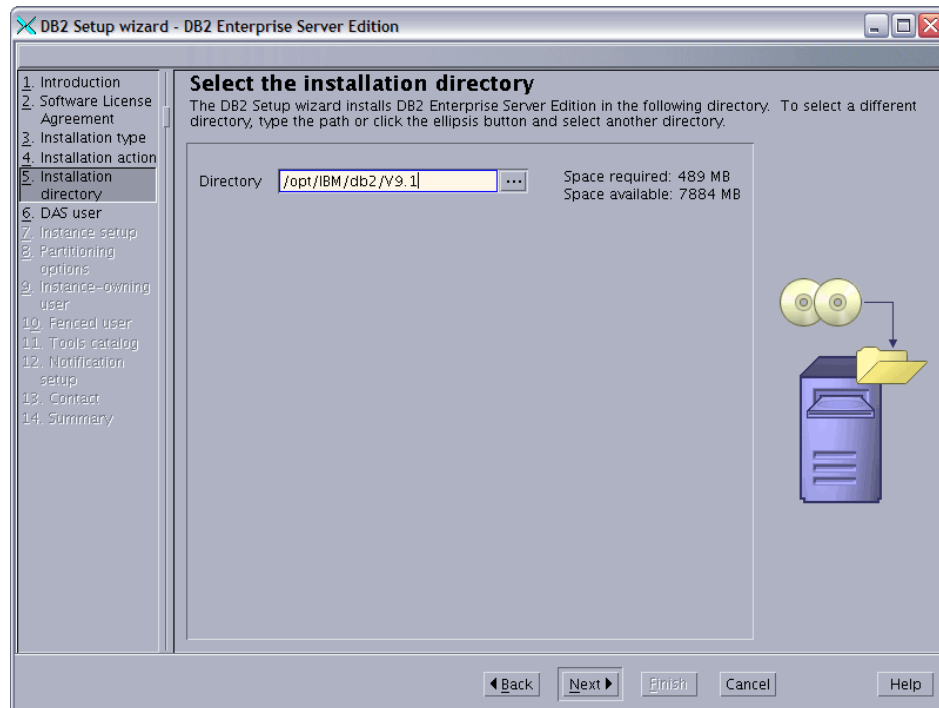 DB2 Setup wizard - DB2 Enterprise Server Edition
1. Introduction
2. Software License
Agreement
3. Installation type
4. Installation action
5. Installation
directory
6. DAS user
7. Instance setup
8. Partitioning
options
9. Instance-owning
user
10. Fenced user
11. Tools catalog
12. Notification
setup
13. Contact
14. Summary
Select the installation directory
The DB2 Setup wizard installs DB2 Enterprise Server Edition in the following directory. To select a different
directory, type the path or click the ellipsis button and select another directory.
Directory /opt/IBM/db2/V9.1 ...
Space required: 489 MB
Space available: 7884 MB
Back Next Finish Cancel Help